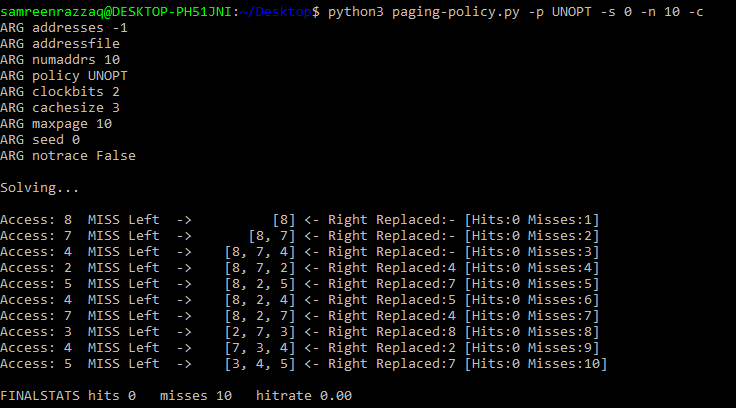 samreenrazzaq@DESKTOP-PH51JNI:~/Desktop$ python3 paging-policy.py -p UNOPT -s 0 -n 10 -c
ARG addresses -1
ARG addressfile
ARG numaddrs 10
ARG policy UNOPT
ARG clockbits 2
ARG cachesize 3
ARG maxpage 10
ARG seed 0
ARG notrace False

Solving...

Access: 8  MISS Left  ->          [8] <- Right Replaced:- [Hits:0 Misses:1]
Access: 7  MISS Left  ->       [8, 7] <- Right Replaced:- [Hits:0 Misses:2]
Access: 4  MISS Left  ->    [8, 7, 4] <- Right Replaced:- [Hits:0 Misses:3]
Access: 2  MISS Left  ->    [8, 7, 2] <- Right Replaced:4 [Hits:0 Misses:4]
Access: 5  MISS Left  ->    [8, 2, 5] <- Right Replaced:7 [Hits:0 Misses:5]
Access: 4  MISS Left  ->    [8, 2, 4] <- Right Replaced:5 [Hits:0 Misses:6]
Access: 7  MISS Left  ->    [8, 2, 7] <- Right Replaced:4 [Hits:0 Misses:7]
Access: 3  MISS Left  ->    [2, 7, 3] <- Right Replaced:8 [Hits:0 Misses:8]
Access: 4  MISS Left  ->    [7, 3, 4] <- Right Replaced:2 [Hits:0 Misses:9]
Access: 5  MISS Left  ->    [3, 4, 5] <- Right Replaced:7 [Hits:0 Misses:10]

FINALSTATS hits 0   misses 10   hitrate 0.00